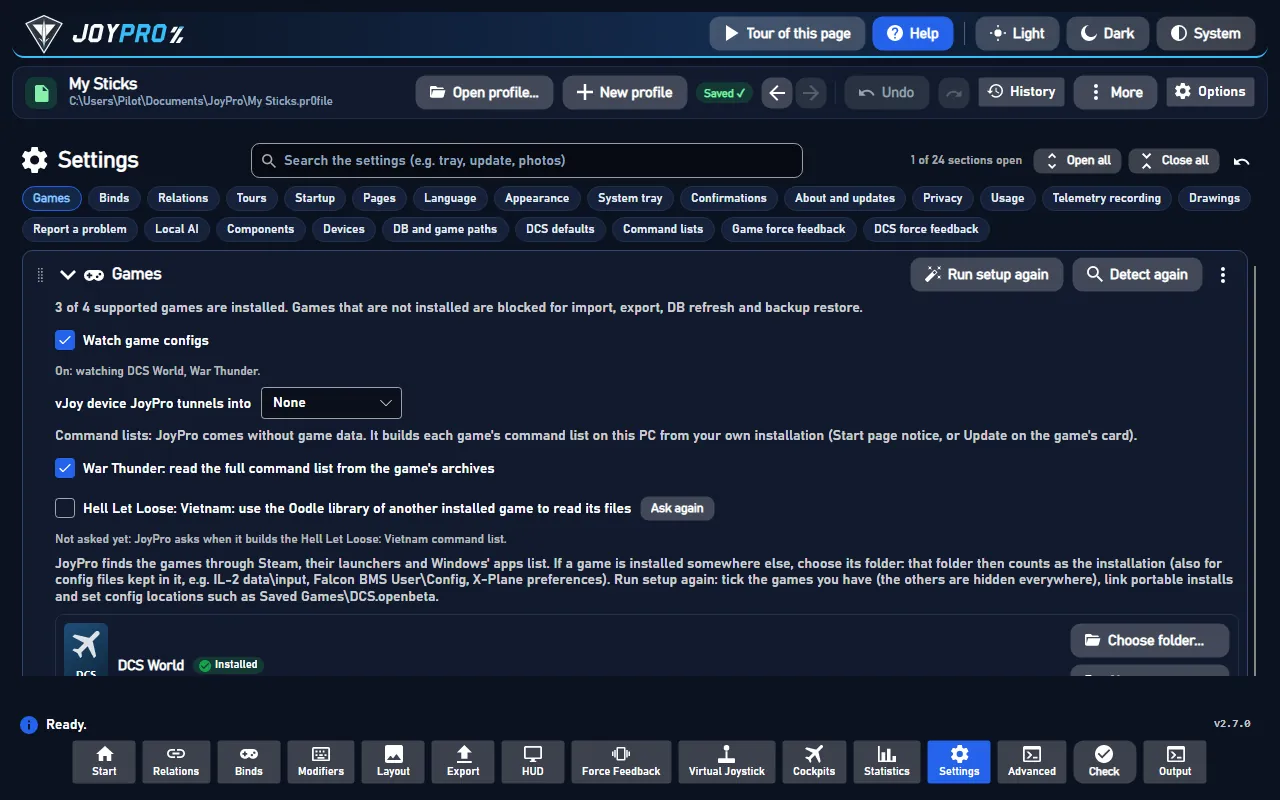 JOYPRO
Tour of this page
Help
Light
Dark
System
My Sticks
C:\Users\Pilot\Documents\JoyPro\My Sticks.pr0file
Open profile...
New profile
Saved ✓
Undo
History
More
Options
Settings
Search the settings (e.g. tray, update, photos)
1 of 24 sections open
Open all
Close all
Games
Binds
Relations
Tours
Startup
Pages
Language
Appearance
System tray
Confirmations
About and updates
Privacy
Usage
Telemetry recording
Drawings
Report a problem
Local AI
Components
Devices
DB and game paths
DCS defaults
Command lists
Game force feedback
DCS force feedback
Games
Run setup again
Detect again
3 of 4 supported games are installed. Games that are not installed are blocked for import, export, DB refresh and backup restore.
Watch game configs
On: watching DCS World, War Thunder.
vJoy device JoyPro tunnels into
None
Command lists: JoyPro comes without game data. It builds each game's command list on this PC from your own installation (Start page notice, or Update on the game's card).
War Thunder: read the full command list from the game's archives
Hell Let Loose: Vietnam: use the Oodle library of another installed game to read its files
Ask again
Not asked yet: JoyPro asks when it builds the Hell Let Loose: Vietnam command list.
JoyPro finds the games through Steam, their launchers and Windows' apps list. If a game is installed somewhere else, choose its folder: that folder then counts as the installation (also for
config files kept in it, e.g. IL-2 data\input, Falcon BMS User\Config, X-Plane preferences). Run setup again: tick the games you have (the others are hidden everywhere), link portable installs
and set config locations such as Saved Games\DCS.openbeta.
DCS
DCS World
Installed
Choose folder...
Ready.
v2.7.0
Start
Relations
Binds
Modifiers
Layout
Export
HUD
Force Feedback
Virtual Joystick
Cockpits
Statistics
Settings
Advanced
Check
Output